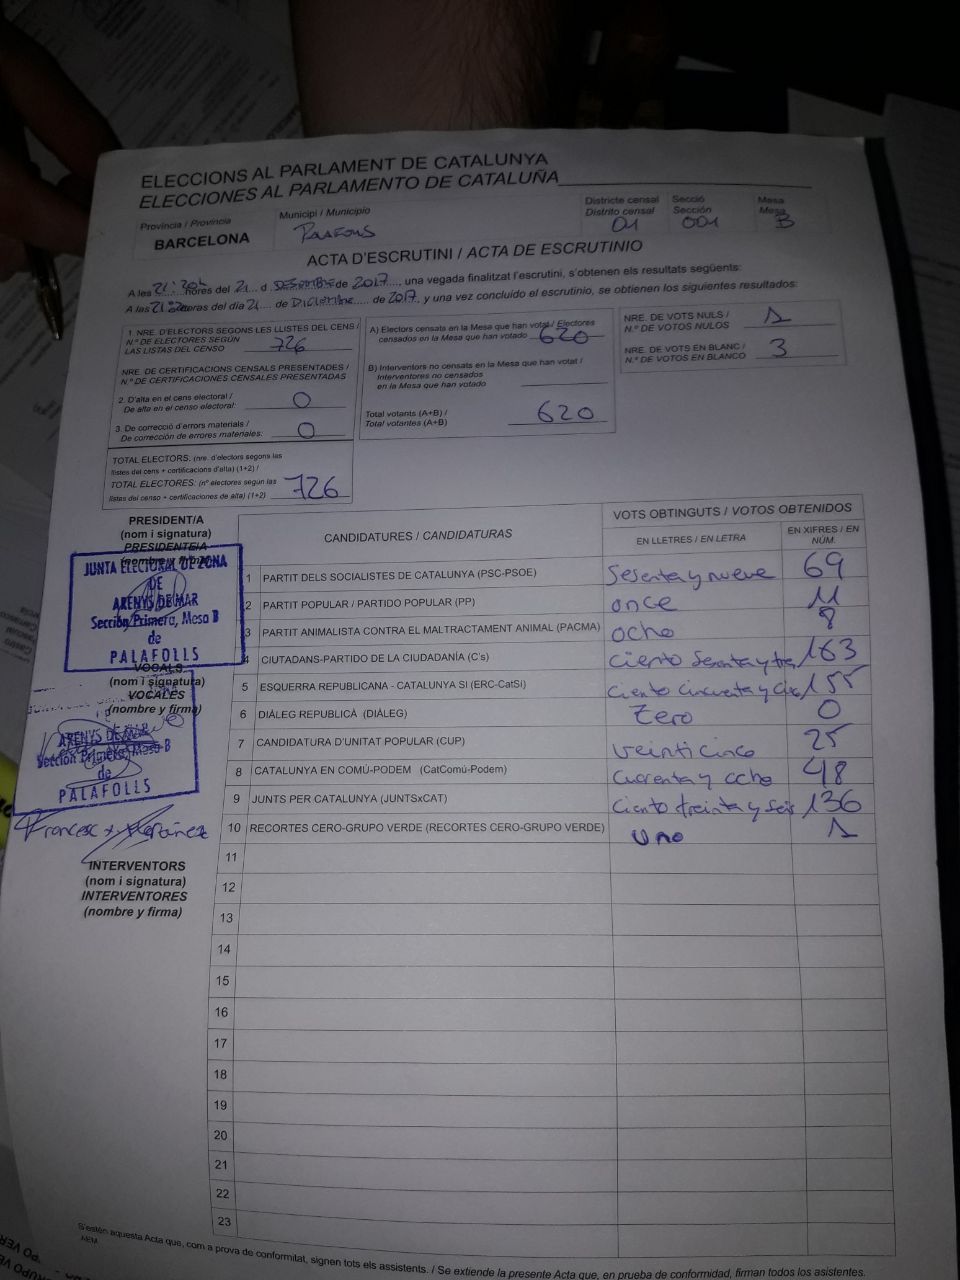 ELECCIONS AL PARLAMENT DE CATALUNYA
ELECCIONES AL PARLAMENTO DE CATALUÑA
Província / Provincia
BARCELONA
Municipi / Municipio
Districte censal
Distrito censal
01
Secció
Sección
001
Mesa
Mesa
B
ACTA D'ESCRUTINI / ACTA DE ESCRUTINIO
A les 21:20h hores del 21 d DESEMBRE de 2017, una vegada finalitzat l'escrutini, s'obtenen els resultats següents:
A las horas del día 21 de DICIEMBRE de 2017, y una vez concluido el escrutinio, se obtienen los siguientes resultados:
1. NRE. D'ELECTORS SEGONS LES LLISTES DEL CENS /
N.º DE ELECTORES SEGÚN
LAS LISTAS DEL CENSO 726
NRE. DE CERTIFICACIONS CENSALS PRESENTADES /
N.º DE CERTIFICACIONES CENSALES PRESENTADAS
2. D'alta en el cens electoral /
De alta en el censo electoral: 0
3. De correcció d'errors materials /
De corrección de errores materiales: 0
TOTAL ELECTORS. (nre. d'electors segons les
llistes del cens + certificacions d'alta) (1+2) /
TOTAL ELECTORES: (nº electores según las
listas del censo + certificaciones de alta) (1+2) 726
A) Electors censats en la Mesa que han votat / Electores
censados en la Mesa que han votado 620
B) Interventors no censats en la Mesa que han votat /
Interventores no censados
en la Mesa que han votado
Total votants (A+B) /
Total votantes (A+B) 620
NRE. DE VOTS NULS /
N.º DE VOTOS NULOS 1
NRE. DE VOTS EN BLANC /
N.º DE VOTOS EN BLANCO 3
PRESIDENT/A
(nom i signatura)
PRESIDENTE/A
(nombre y firma)
JUNTA ELECTORAL DE ZONA
DE
ARENYS DE MAR
Sección Primera, Mesa B
de
PALAFOLLS
VOCALS
(nom i signatura)
VOCALES
(nombre y firma)
ARENYS DE MAR
Sección Primera, Mesa B
de
PALAFOLLS
Francesc
INTERVENTORS
(nom i signatura)
INTERVENTORES
(nombre y firma)
CANDIDATURES / CANDIDATURAS
VOTS OBTINGUTS / VOTOS OBTENIDOS
EN LLETRES / EN LETRA
EN XIFRES / EN NÚM.
1 PARTIT DELS SOCIALISTES DE CATALUNYA (PSC-PSOE) Sesenta y nueve 69
2 PARTIT POPULAR / PARTIDO POPULAR (PP) once 11
3 PARTIT ANIMALISTA CONTRA EL MALTRACTAMENT ANIMAL (PACMA) ocho 8
4 CIUTADANS-PARTIDO DE LA CIUDADANÍA (C's) ciento sesenta y tres 163
5 ESQUERRA REPUBLICANA - CATALUNYA SI (ERC-CatSi) ciento cincuenta y 155
6 DIÀLEG REPUBLICÀ (DIÀLEG) Zero 0
7 CANDIDATURA D'UNITAT POPULAR (CUP) veinti cinco 25
8 CATALUNYA EN COMÚ-PODEM (CatComú-Podem) cuarenta y ocho 48
9 JUNTS PER CATALUNYA (JUNTSxCAT) ciento treinta y seis 136
10 RECORTES CERO-GRUPO VERDE (RECORTES CERO-GRUPO VERDE) uno 1
11
12
13
14
15
16
17
18
19
20
21
22
23
S'estén aquesta Acta que, com a prova de conformitat, signen tots els assistents. / Se extiende la presente Acta que, en prueba de conformidad, firman todos los asistentes.